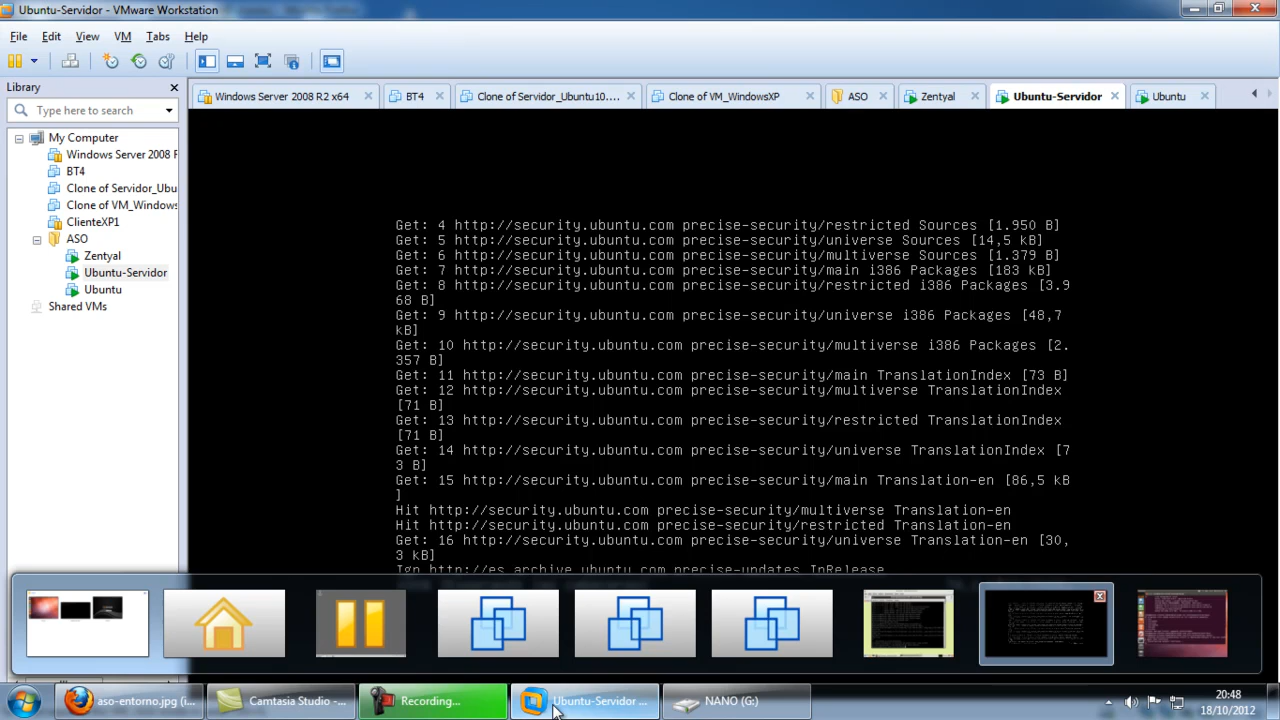 Ubuntu-Servidor - VMware Workstation
File Edit View VM Tabs Help
Library
Type here to search
My Computer
Windows Server 2008 R
BT4
Clone of Servidor_Ubu
Clone of VM_Windows
ClienteXP1
ASO
Zentyal
Ubuntu-Servidor
Ubuntu
Shared VMs
Windows Server 2008 R2 x64
BT4
Clone of Servidor_Ubuntu10....
Clone of VM_WindowsXP
ASO
Zentyal
Ubuntu-Servidor
Ubuntu
Get: 4 http://security.ubuntu.com precise-security/restricted Sources [1.950 B]
Get: 5 http://security.ubuntu.com precise-security/universe Sources [14,5 kB]
Get: 6 http://security.ubuntu.com precise-security/multiverse Sources [1.379 B]
Get: 7 http://security.ubuntu.com precise-security/main i386 Packages [183 kB]
Get: 8 http://security.ubuntu.com precise-security/restricted i386 Packages [3.9
68 B]
Get: 9 http://security.ubuntu.com precise-security/universe i386 Packages [48,7
kB]
Get: 10 http://security.ubuntu.com precise-security/multiverse i386 Packages [2.
357 B]
Get: 11 http://security.ubuntu.com precise-security/main TranslationIndex [73 B]
Get: 12 http://security.ubuntu.com precise-security/multiverse TranslationIndex
[71 B]
Get: 13 http://security.ubuntu.com precise-security/restricted TranslationIndex
[71 B]
Get: 14 http://security.ubuntu.com precise-security/universe TranslationIndex [7
3 B]
Get: 15 http://security.ubuntu.com precise-security/main Translation-en [86,5 kB
]
Hit http://security.ubuntu.com precise-security/multiverse Translation-en
Hit http://security.ubuntu.com precise-security/restricted Translation-en
Get: 16 http://security.ubuntu.com precise-security/universe Translation-en [30,
3 kB]
Ign http://es.archive.ubuntu.com precise-updates InRelease
aso-entorno.jpg (i...
Camtasia Studio -...
Recording...
Ubuntu-Servidor ...
NANO (G:)
20:48
18/10/2012